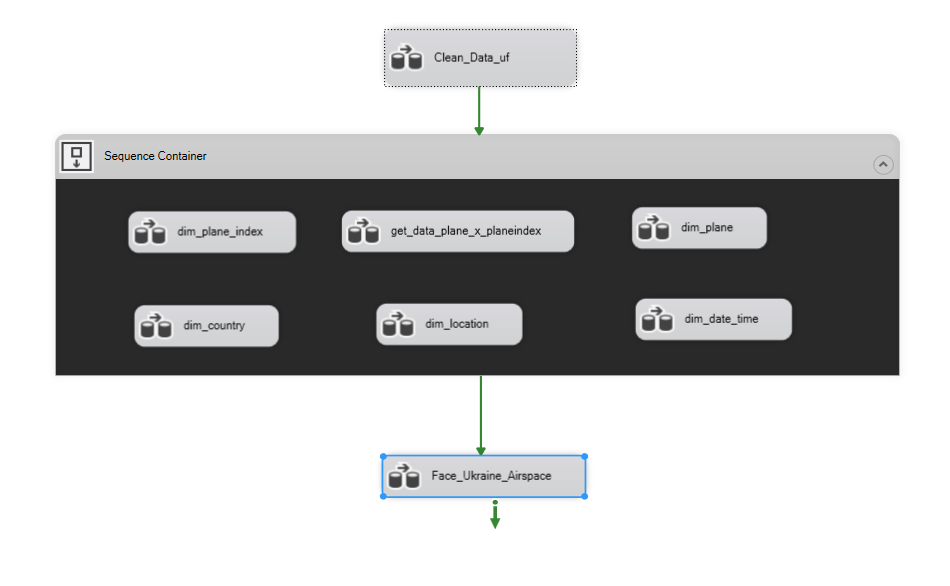 Clean_Data_uf
Sequence Container
dim_plane_index
get_data_plane_x_planeindex
dim_plane
dim_country
dim_location
dim_date_time
Face_Ukraine_Airspace